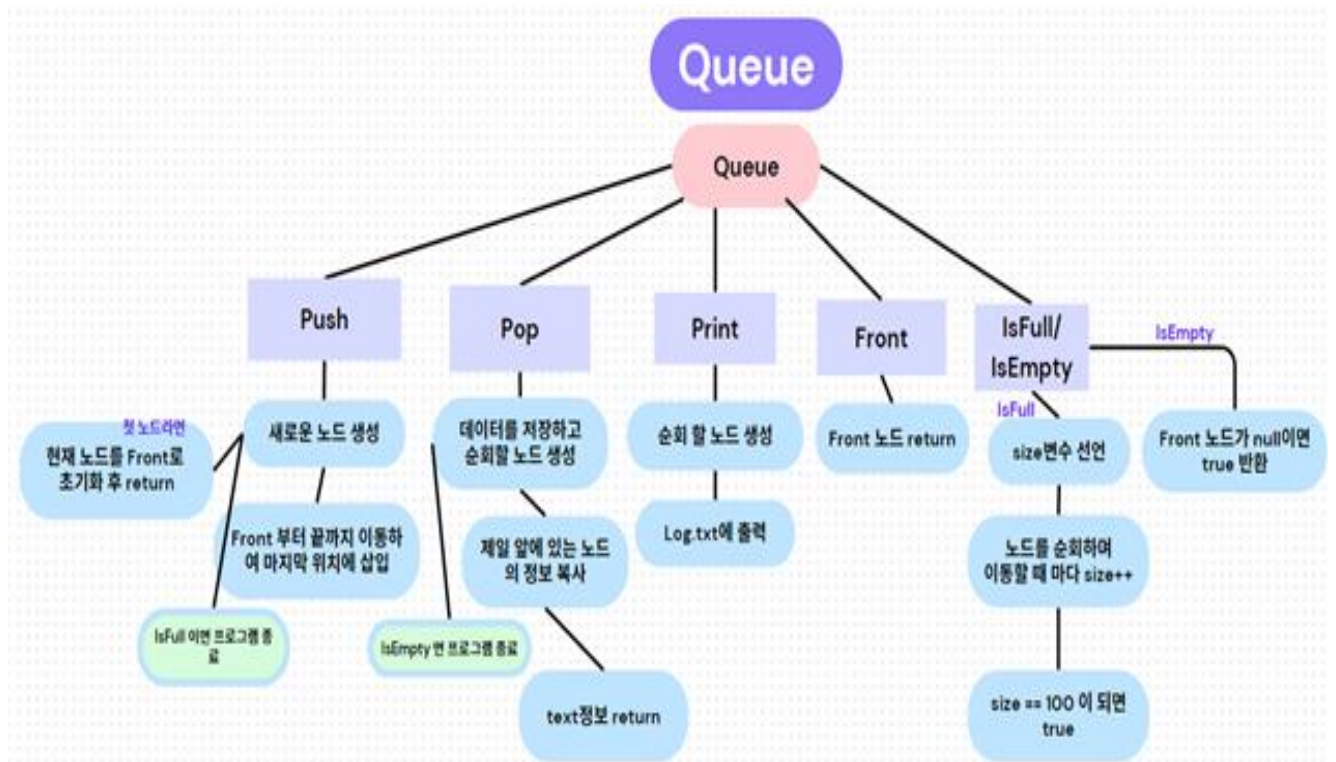 Queue
Queue
Push
Pop
Print
Front
IsFull/
IsEmpty
IsEmpty
IsFull
첫 노드라면
현재 노드를 Front로
초기화 후 return
새로운 노드 생성
Front 부터 끝까지 이동하
여 마지막 위치에 삽입
IsFull 이면 프로그램 종
료
데이터를 저장하고
순회할 노드 생성
제일 앞에 있는 노드
의 정보 복사
IsEmpty 면 프로그램 종료
text정보 return
순회 할 노드 생성
Log.txt에 출력
Front 노드 return
size변수 선언
노드를 순회하며
이동할 때 마다 size++
size == 100 이 되면
true
Front 노드가 null이면
true 반환